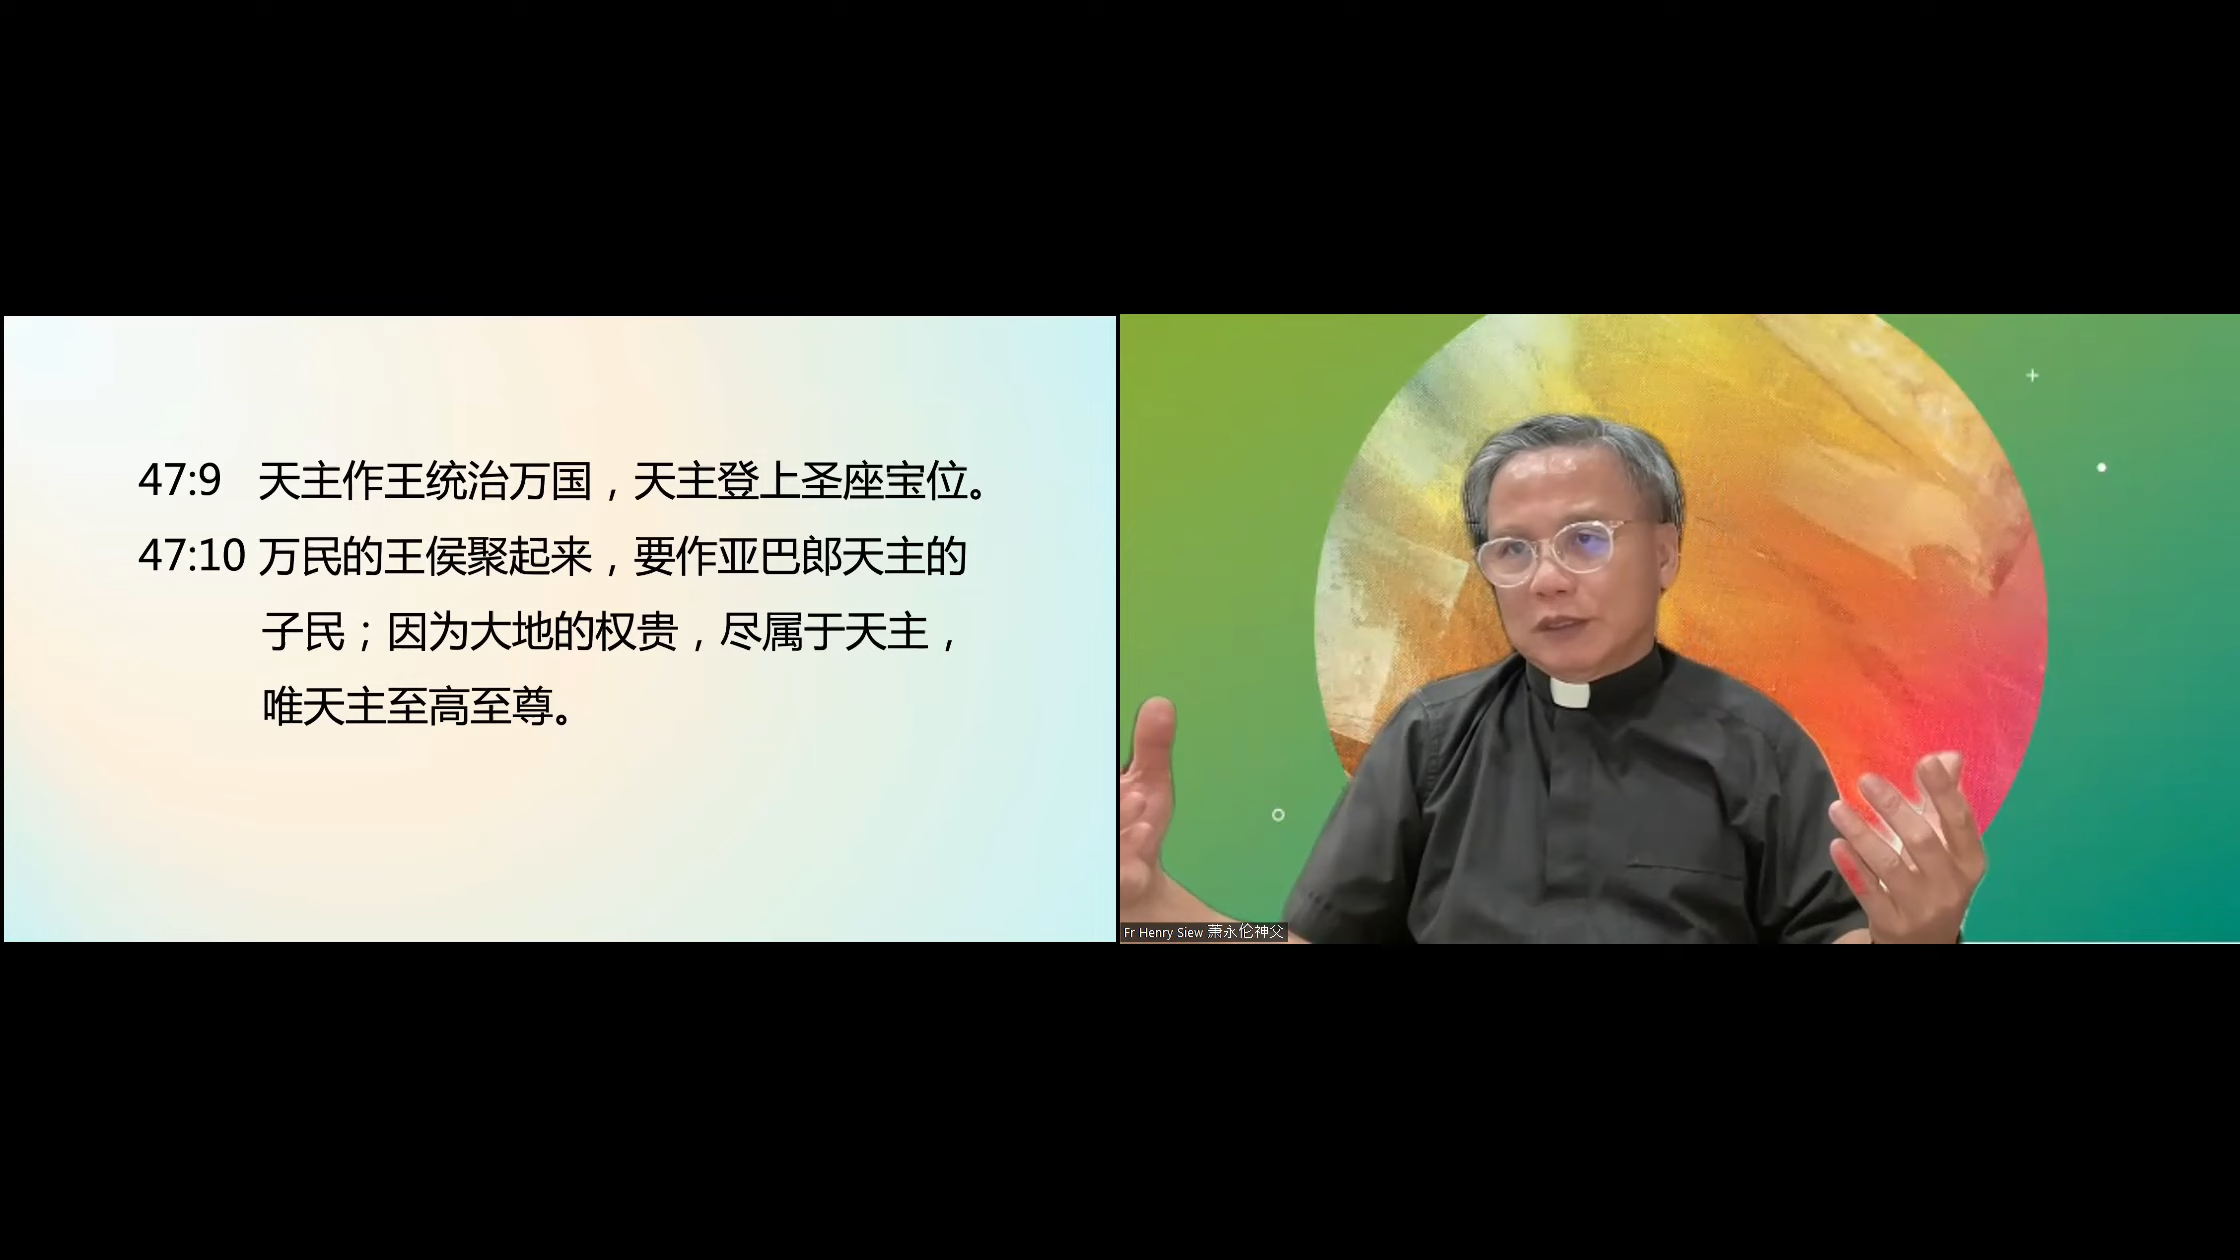 47:9 天主作王统治万国，天主登上圣座宝位。
47:10 万民的王侯聚起来，要作亚巴郎天主的
子民；因为大地的权贵，尽属于天主，
唯天主至高至尊。
Fr Henry Siew 萧永伦神父